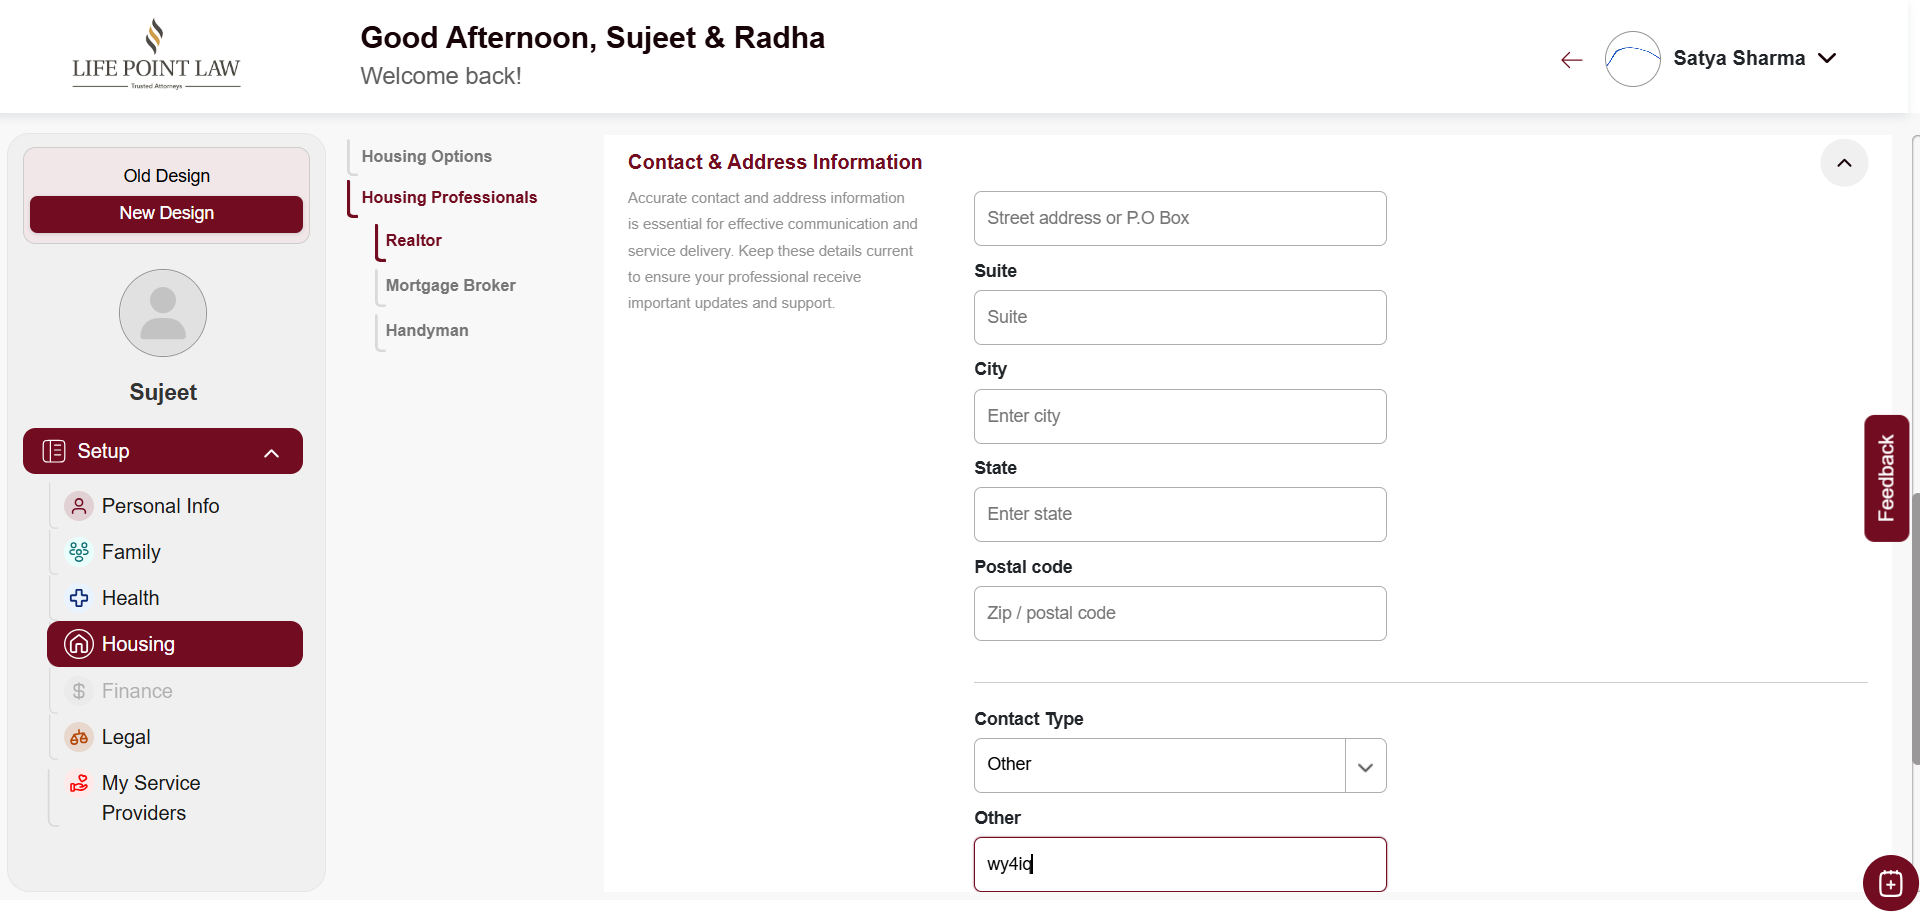 LIFE POINT LAW
Trusted Attorneys
Good Afternoon, Sujeet & Radha
Welcome back!
Satya Sharma
Old Design
New Design
Sujeet
Setup
Personal Info
Family
Health
Housing
Finance
Legal
My Service
Providers
Housing Options
Housing Professionals
Realtor
Mortgage Broker
Handyman
Contact & Address Information
Accurate contact and address information
is essential for effective communication and
service delivery. Keep these details current
to ensure your professional receive
important updates and support.
Street address or P.O Box
Suite
Suite
City
Enter city
State
Enter state
Postal code
Zip / postal code
Contact Type
Other
Other
wy4iq
Feedback